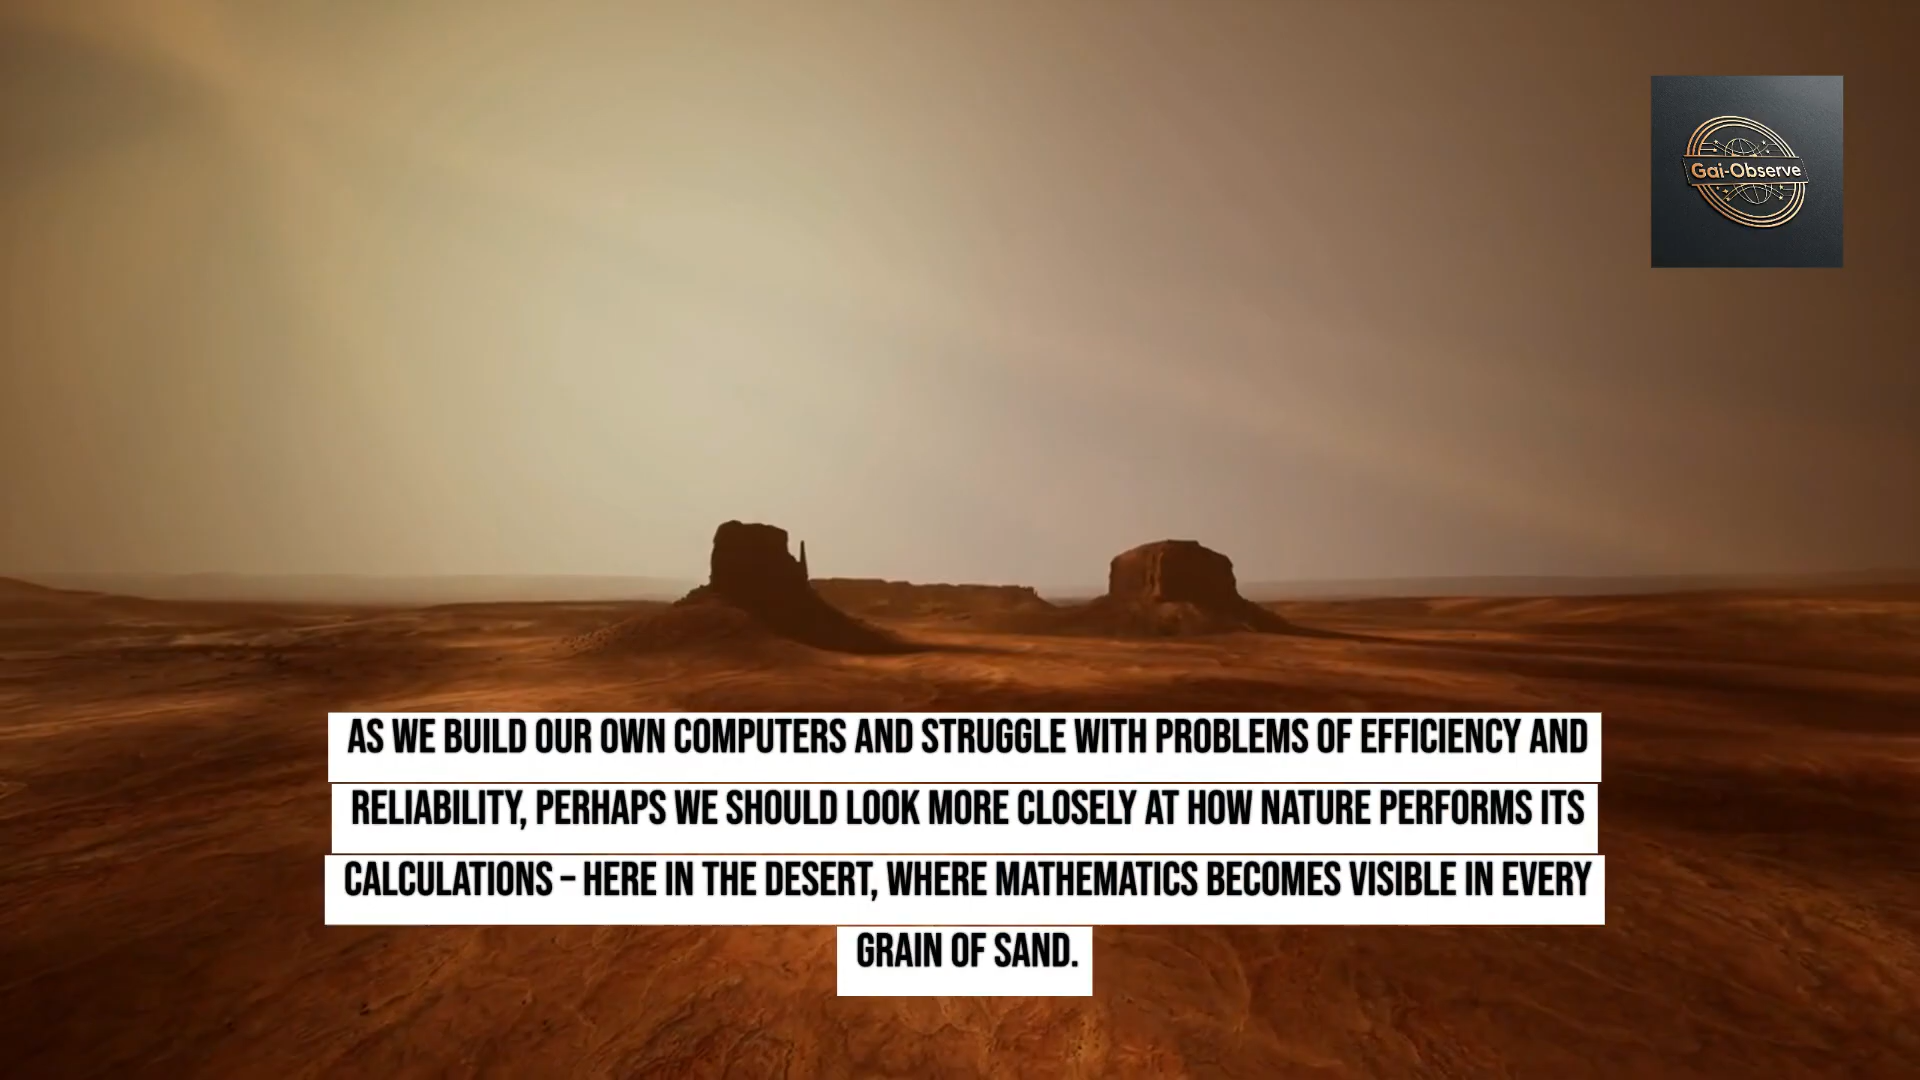 Gai-Observe
AS WE BUILD OUR OWN COMPUTERS AND STRUGGLE WITH PROBLEMS OF EFFICIENCY AND
RELIABILITY, PERHAPS WE SHOULD LOOK MORE CLOSELY AT HOW NATURE PERFORMS ITS
CALCULATIONS – HERE IN THE DESERT, WHERE MATHEMATICS BECOMES VISIBLE IN EVERY
GRAIN OF SAND.